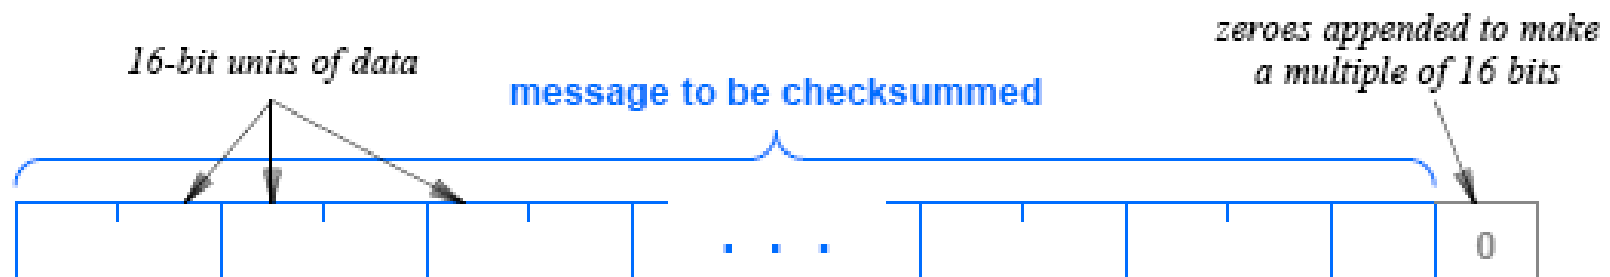 zeroes appended to make
a multiple of 16 bits
16-bit units of data
message to be checksummed
. . .
0